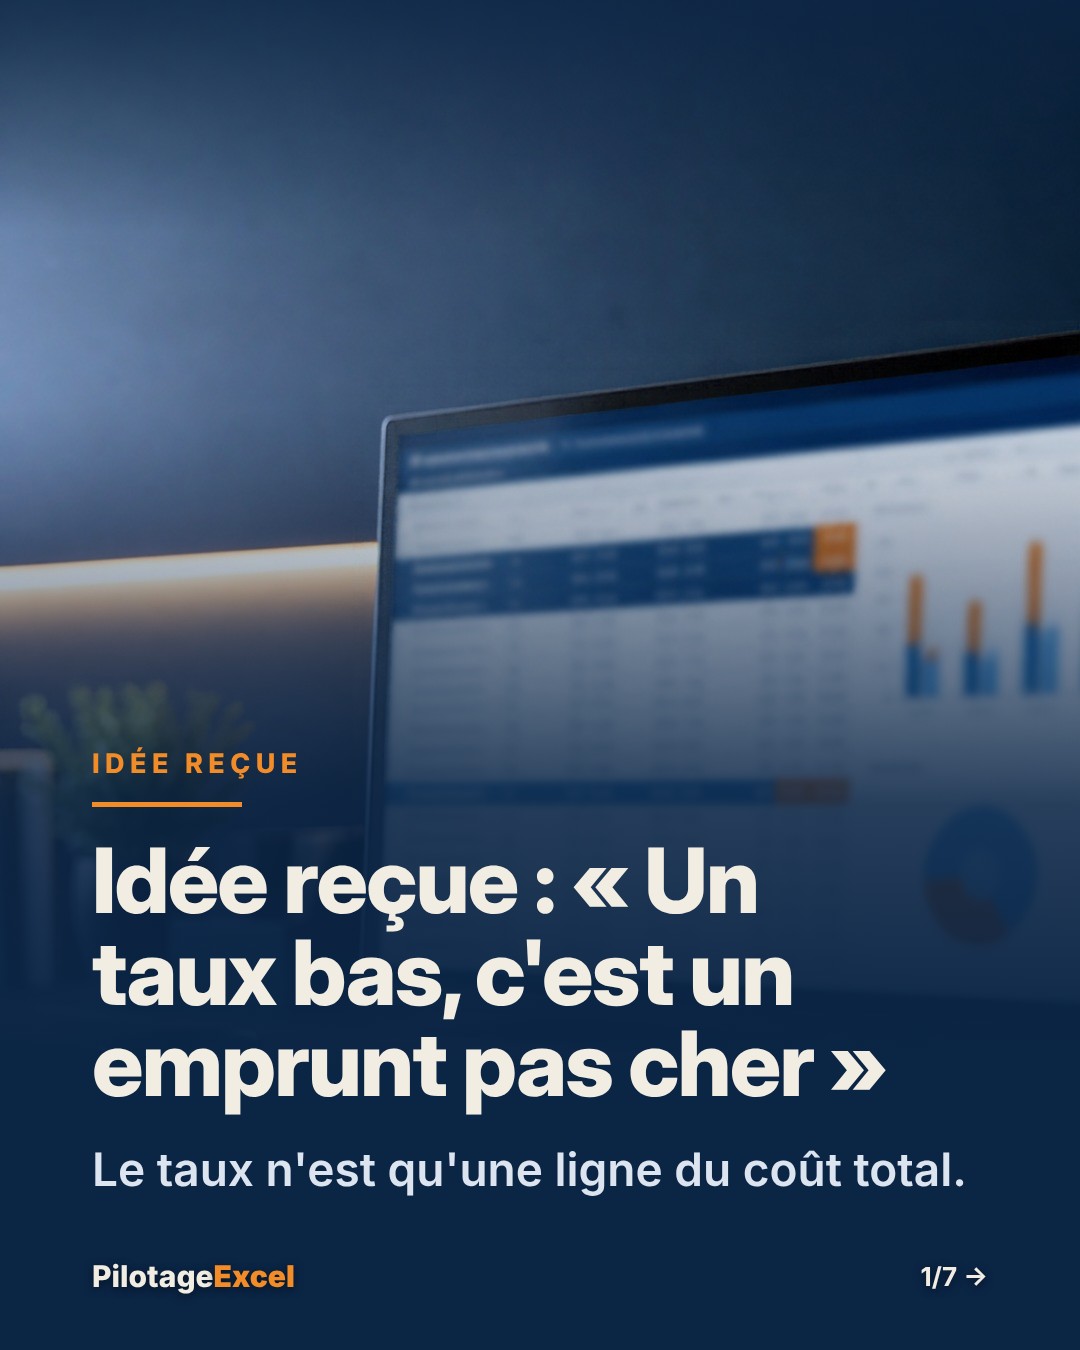 IDÉE REÇUE
Idée reçue : « Un
taux bas, c'est un
emprunt pas cher »
Le taux n'est qu'une ligne du coût total.
PilotageExcel
1/7 →